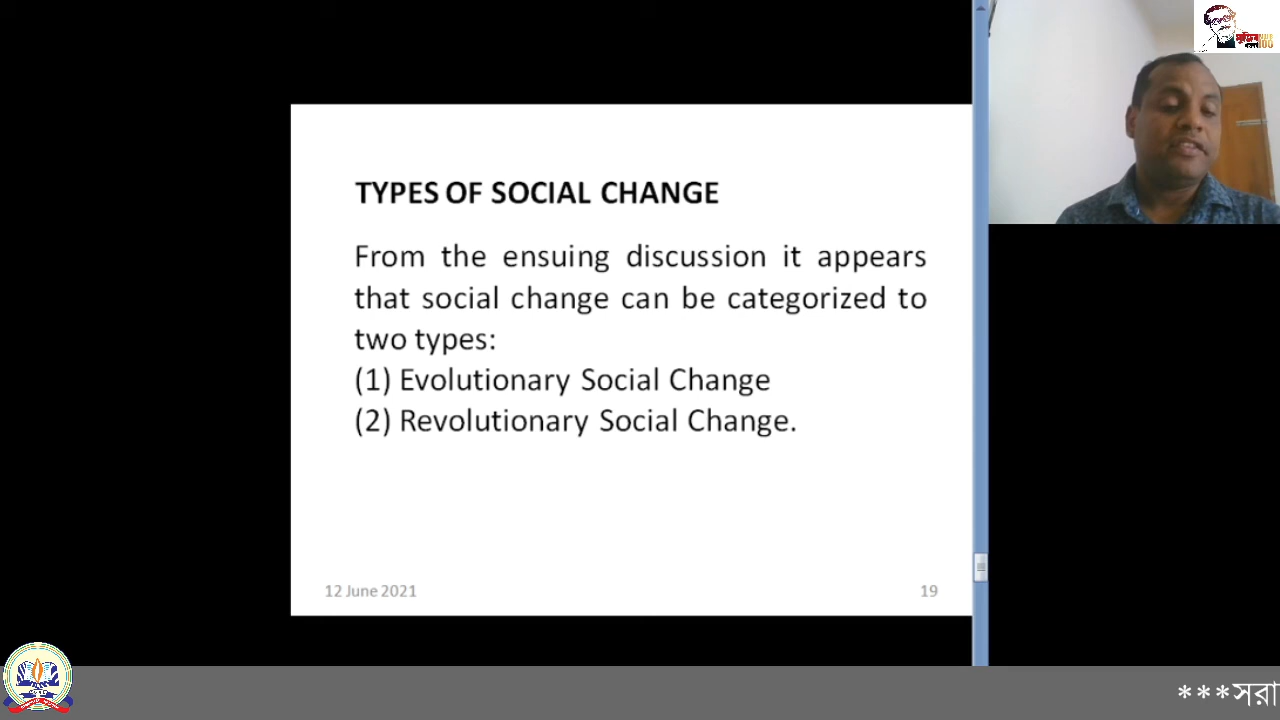 TYPES OF SOCIAL CHANGE
From the ensuing discussion it appears
that social change can be categorized to
two types:
(1) Evolutionary Social Change
(2) Revolutionary Social Change.
12 June 2021
19
***সরা